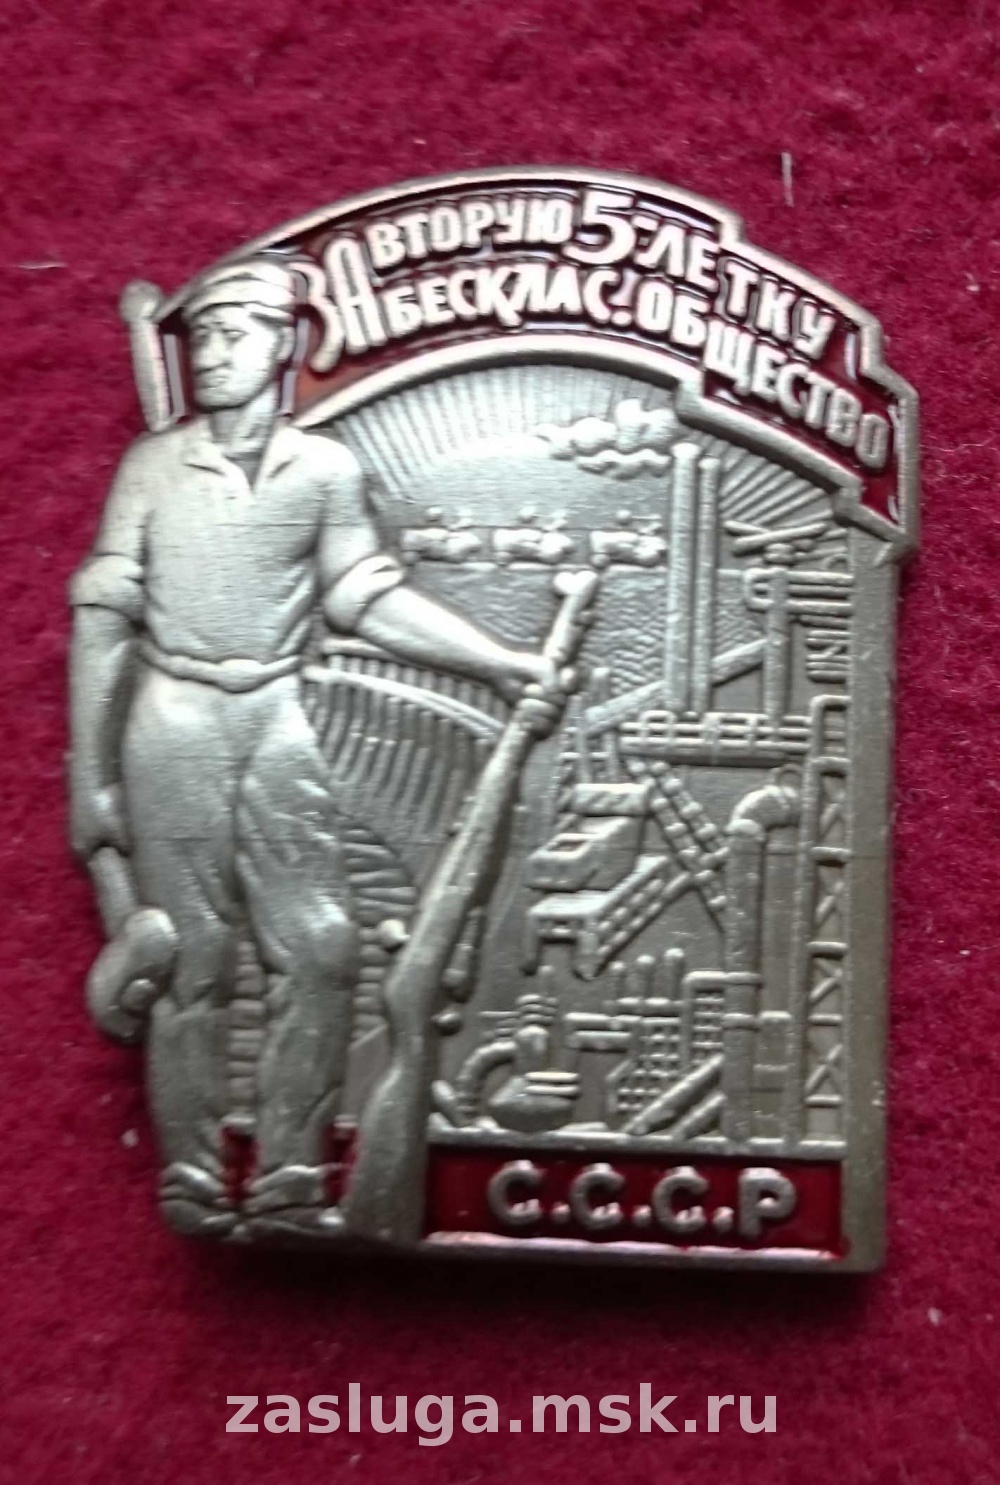 ЗА ВТОРУЮ 5-ЛЕТКУ
БЕСКЛАС. ОБЩЕСТВО
С.С.С.Р
zasluga.msk.ru